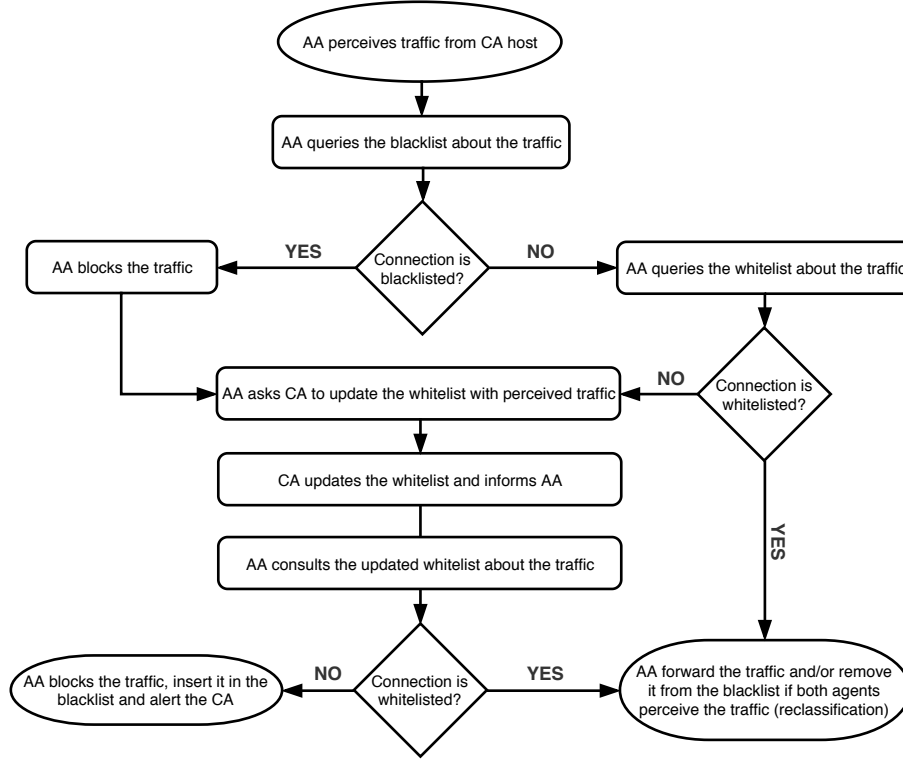 AA perceives traffic from CA host
AA queries the blacklist about the traffic
YES
NO
AA blocks the traffic
Connection is
blacklisted?
AA queries the whitelist about the traffic
NO
Connection is
whitelisted?
AA asks CA to update the whitelist with perceived traffic
CA updates the whitelist and informs AA
YES
AA consults the updated whitelist about the traffic
NO
YES
AA blocks the traffic, insert it in the
blacklist and alert the CA
Connection is
whitelisted?
AA forward the traffic and/or remove
it from the blacklist if both agents
perceive the traffic (reclassification)